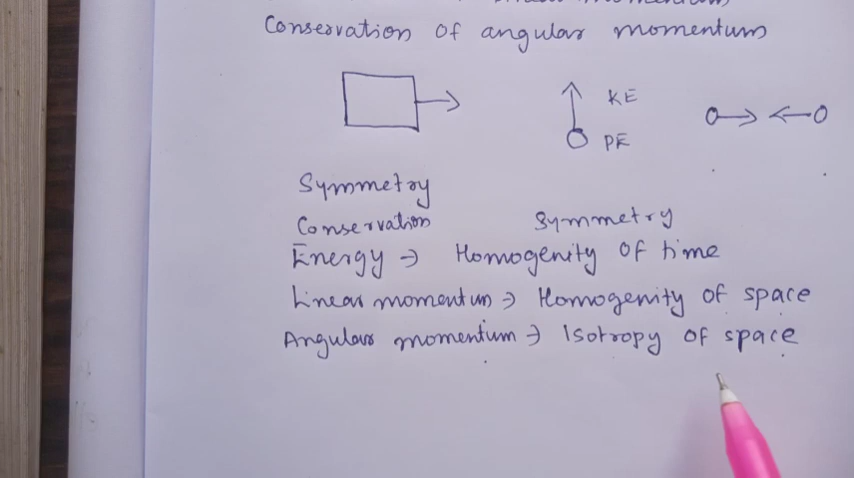 Conservation of angular momentum
KE
PE
Symmetry
Conservation Symmetry
Energy → Homogenity of time
Linear momentum → Homogenity of space
Angular momentum → Isotropy of space